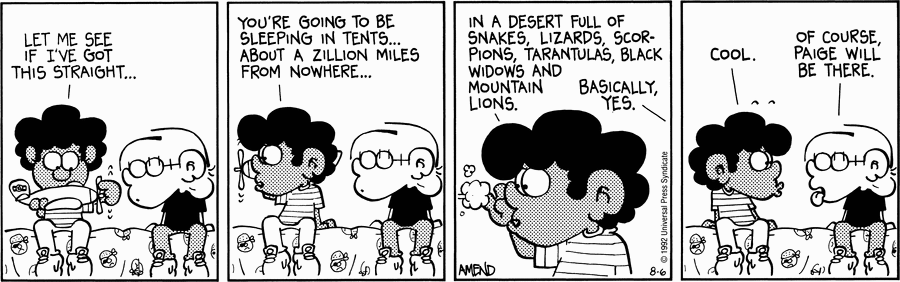 LET ME SEE
IF I'VE GOT
THIS STRAIGHT...
YOU'RE GOING TO BE
SLEEPING IN TENTS...
ABOUT A ZILLION MILES
FROM NOWHERE...
IN A DESERT FULL OF
SNAKES, LIZARDS, SCOR-
PIONS, TARANTULAS, BLACK
WIDOWS AND
MOUNTAIN
LIONS.
BASICALLY,
YES.
© 1992 Universal Press Syndicate
AMEND
8-6
COOL.
OF COURSE,
PAIGE WILL
BE THERE.